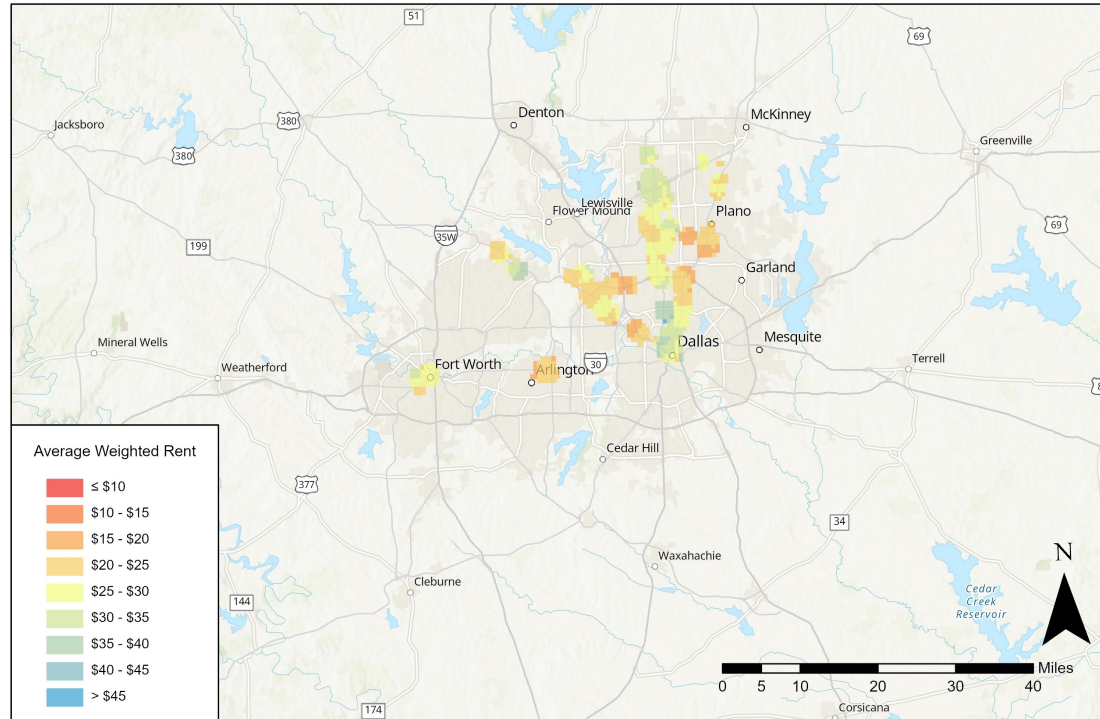 51
69
Denton
McKinney
Jacksboro
380
380
Greenville
Lewisville
Flower Mound
Plano
69
35W
199
Garland
Mineral Wells
Dallas
Mesquite
Terrell
Weatherford
Fort Worth
30
Arlington
8
Cedar Hill
Average Weighted Rent
≤ $10
$10 - $15
$15 - $20
$20 - $25
$25 - $30
$30 - $35
$35 - $40
$40 - $45
> $45
377
34
Waxahachie
N
Cleburne
144
Cedar
Creek
Reservoir
Miles
0 5 10 20 30 40
174
Corsicana